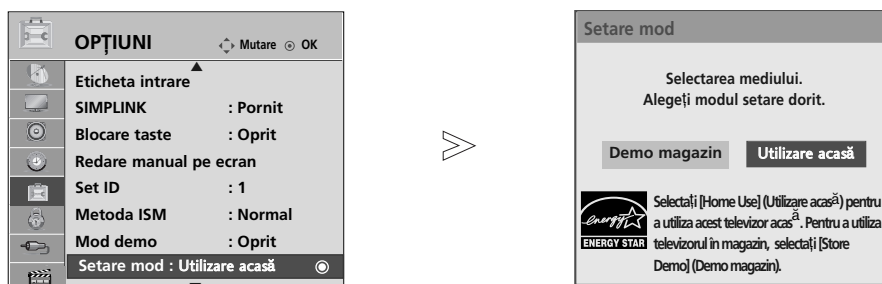 OPȚIUNI
Mutare
OK
Eticheta intrare
SIMPLINK : Pornit
Blocare taste : Oprit
Redare manual pe ecran
Set ID : 1
Metoda ISM : Normal
Mod demo : Oprit
Setare mod : Utilizare acasă
Setare mod
Selectarea mediului.
Alegeți modul setare dorit.
Demo magazin
Utilizare acasă
energy
ENERGY STAR
Selectați [Home Use] (Utilizare acasă) pentru
a utiliza acest televizor acasă. Pentru a utiliza
televizorul în magazin, selectați [Store
Demo] (Demo magazin).